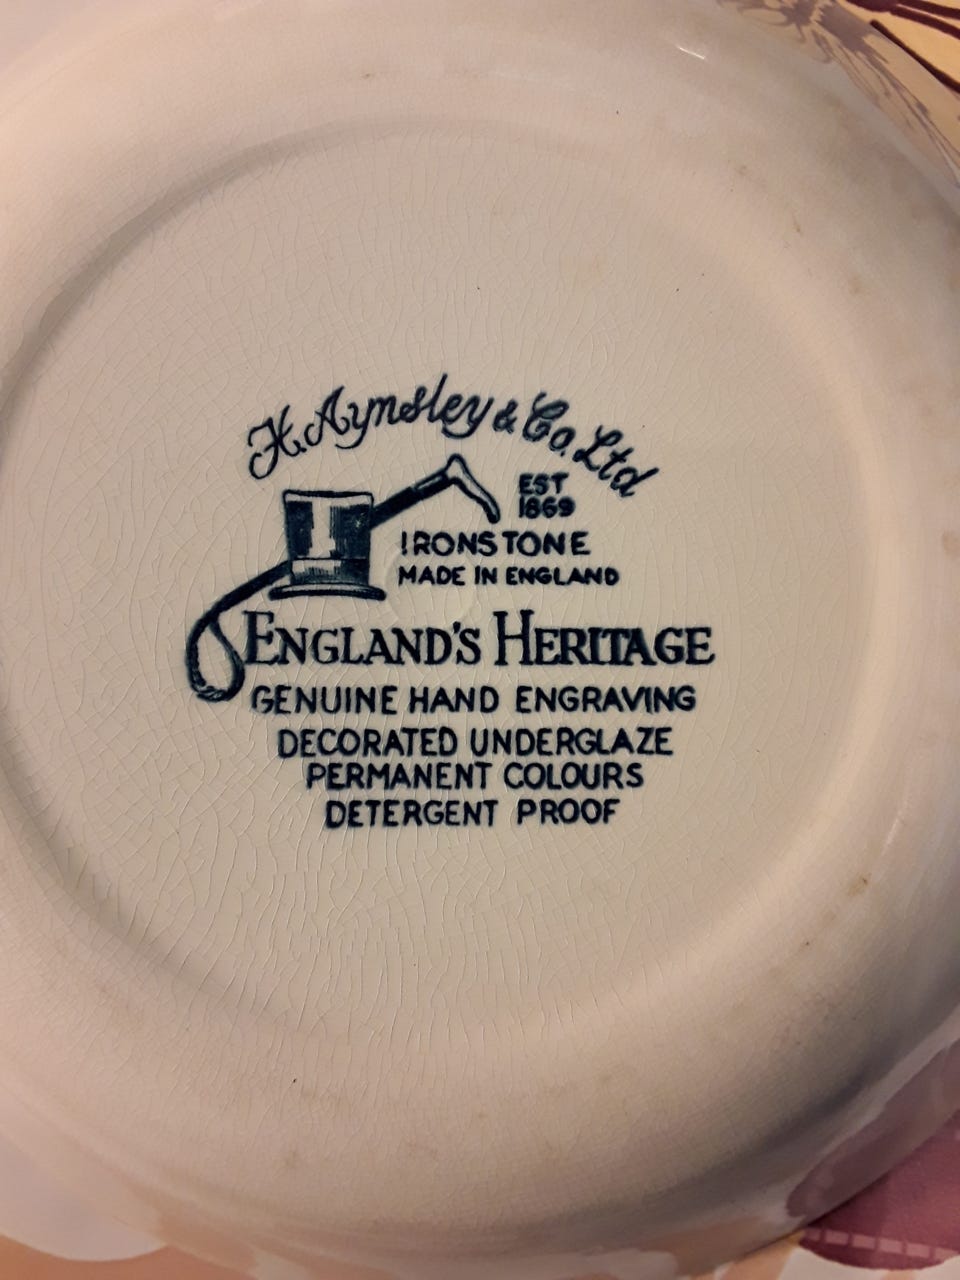 H. Aynsley & Co. Ltd
EST
1869
IRONSTONE
MADE IN ENGLAND
ENGLAND'S HERITAGE
GENUINE HAND ENGRAVING
DECORATED UNDERGLAZE
PERMANENT COLOURS
DETERGENT PROOF